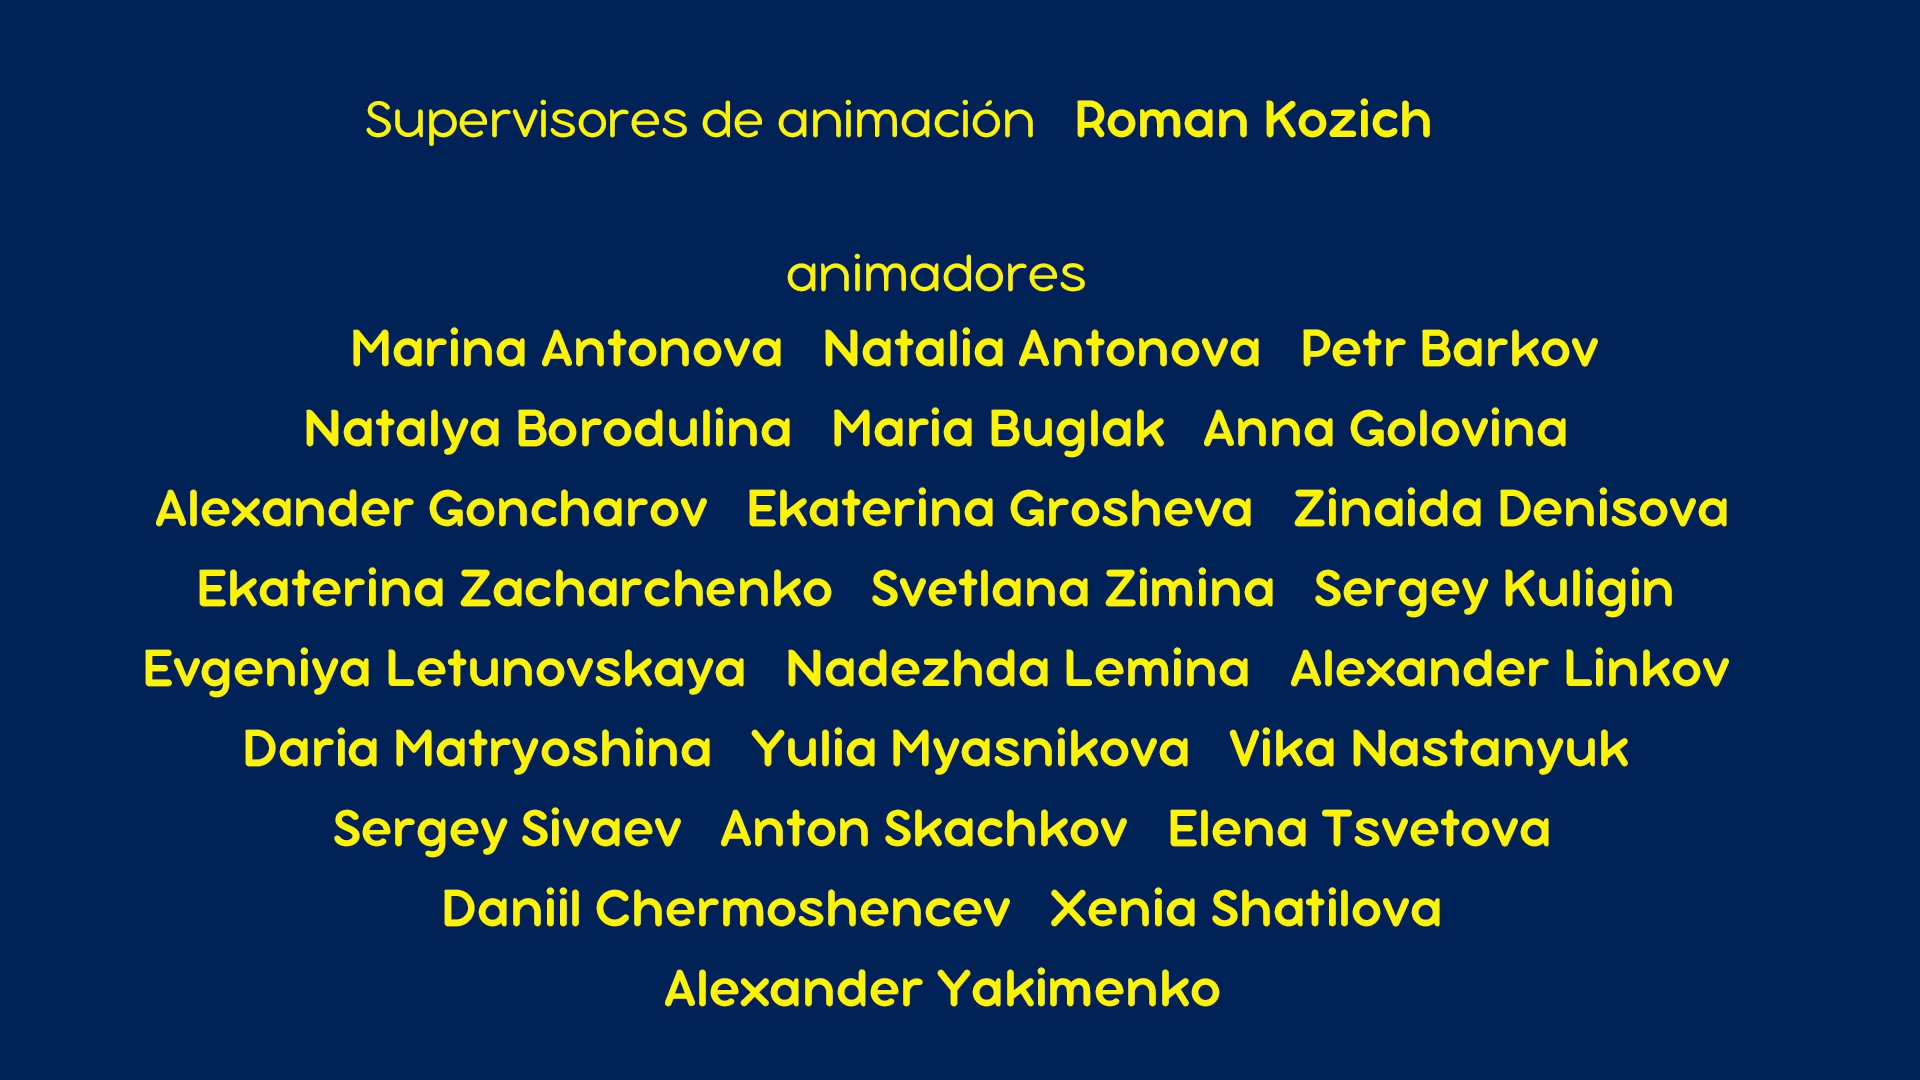 Supervisores de animación Roman Kozich
animadores
Marina Antonova Natalia Antonova Petr Barkov
Natalya Borodulina Maria Buglak Anna Golovina
Alexander Goncharov Ekaterina Grosheva Zinaida Denisova
Ekaterina Zacharchenko Svetlana Zimina Sergey Kuligin
Evgeniya Letunovskaya Nadezhda Lemina Alexander Linkov
Daria Matryoshina Yulia Myasnikova Vika Nastanyuk
Sergey Sivaev Anton Skachkov Elena Tsvetova
Daniil Chermoshencev Xenia Shatilova
Alexander Yakimenko